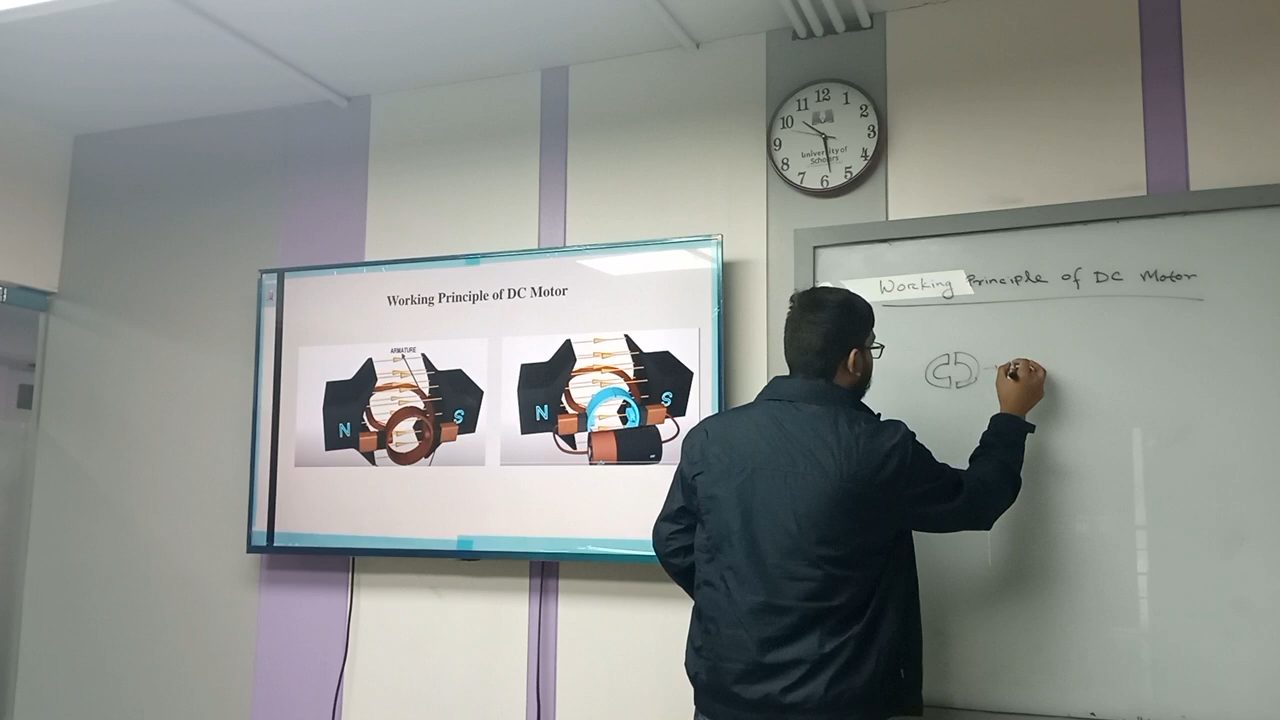 12
11 1
10 2
9 3
8 4
7 5
6
University of
Scholars
Working Principle of DC Motor
Working Principle of DC Motor
ARMATURE
N S
N S